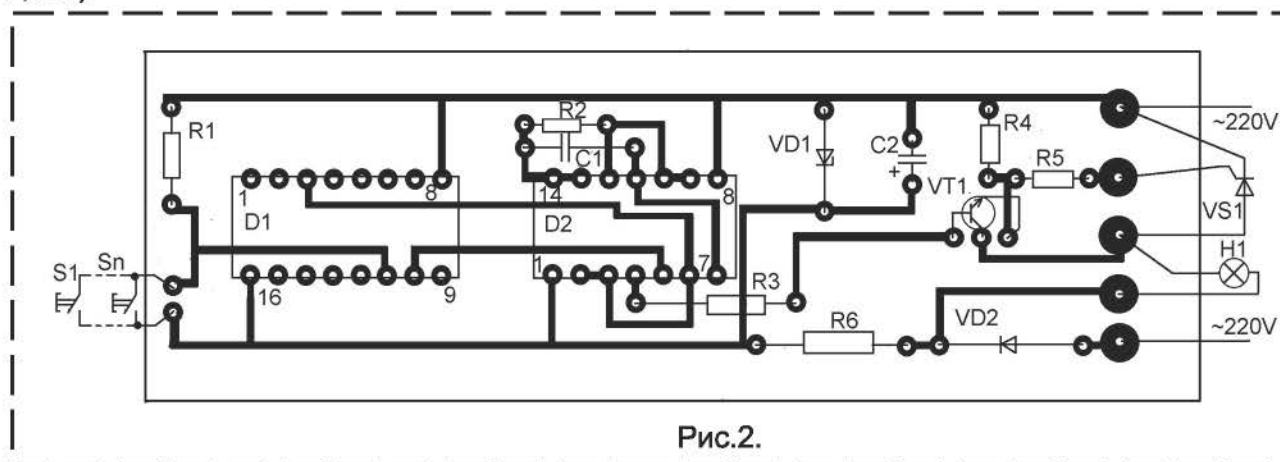 R1
R2
C1
VD1
C2
+
R4
~220V
R5
VT1
VS1
1
8
14
8
D1
D2
S1
Sn
16
9
1
7
R3
H1
R6
VD2
~220V
Рис.2.